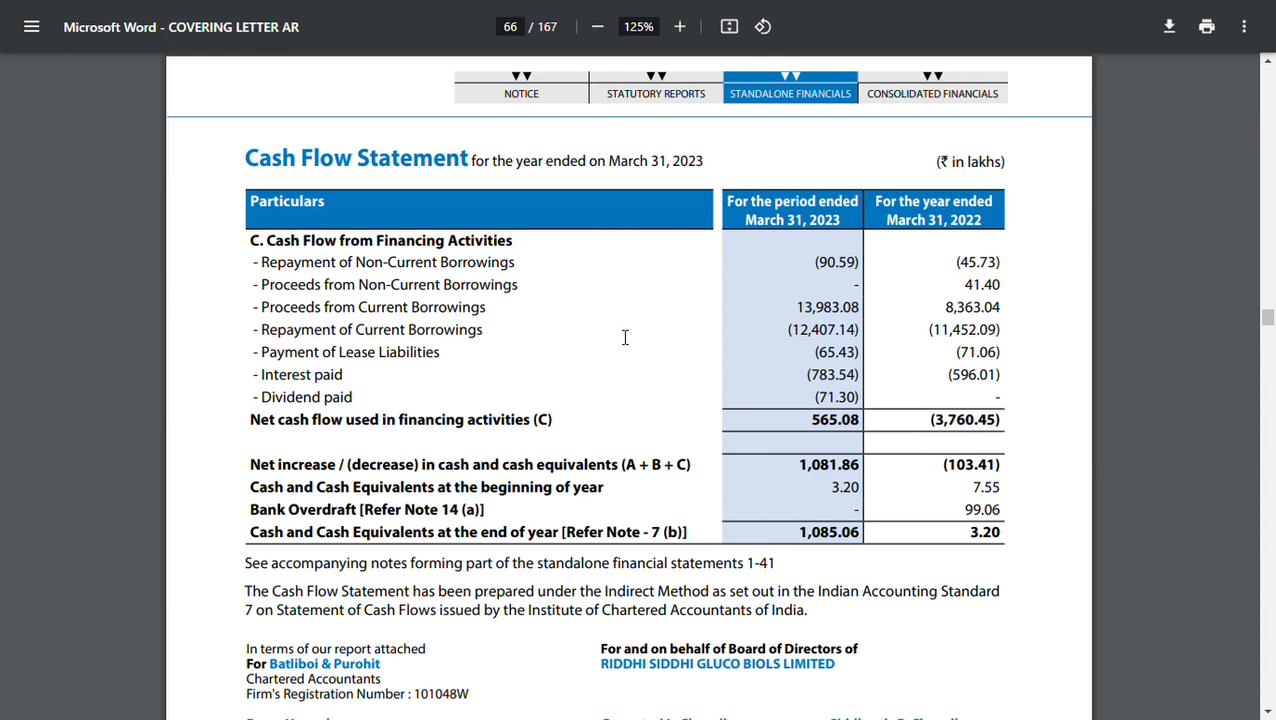 Microsoft Word - COVERING LETTER AR
66 / 167
125%
NOTICE STATUTORY REPORTS STANDALONE FINANCIALS CONSOLIDATED FINANCIALS
Cash Flow Statement for the year ended on March 31, 2023 (₹ in lakhs)
Particulars For the period ended March 31, 2023 For the year ended March 31, 2022
C. Cash Flow from Financing Activities
- Repayment of Non-Current Borrowings (90.59) (45.73)
- Proceeds from Non-Current Borrowings - 41.40
- Proceeds from Current Borrowings 13,983.08 8,363.04
- Repayment of Current Borrowings (12,407.14) (11,452.09)
- Payment of Lease Liabilities (65.43) (71.06)
- Interest paid (783.54) (596.01)
- Dividend paid (71.30) -
Net cash flow used in financing activities (C) 565.08 (3,760.45)
Net increase / (decrease) in cash and cash equivalents (A + B + C) 1,081.86 (103.41)
Cash and Cash Equivalents at the beginning of year 3.20 7.55
Bank Overdraft [Refer Note 14 (a)] - 99.06
Cash and Cash Equivalents at the end of year [Refer Note - 7 (b)] 1,085.06 3.20
See accompanying notes forming part of the standalone financial statements 1-41
The Cash Flow Statement has been prepared under the Indirect Method as set out in the Indian Accounting Standard
7 on Statement of Cash Flows issued by the Institute of Chartered Accountants of India.
In terms of our report attached
For Batliboi & Purohit
Chartered Accountants
Firm's Registration Number : 101048W
For and on behalf of Board of Directors of
RIDDHI SIDDHI GLUCO BIOLS LIMITED